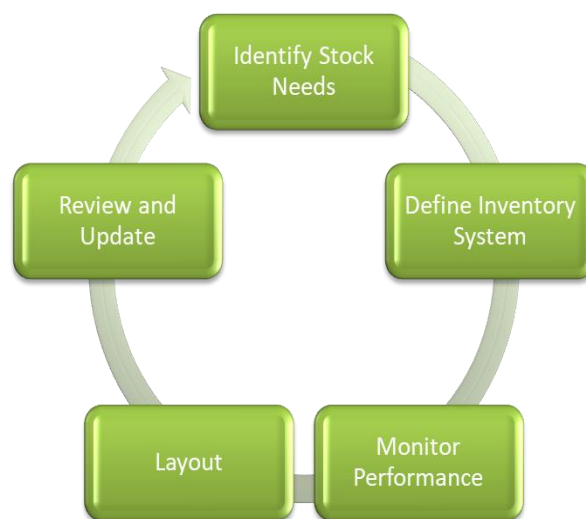 Identify Stock
Needs
Define Inventory
System
Monitor
Performance
Layout
Review and
Update